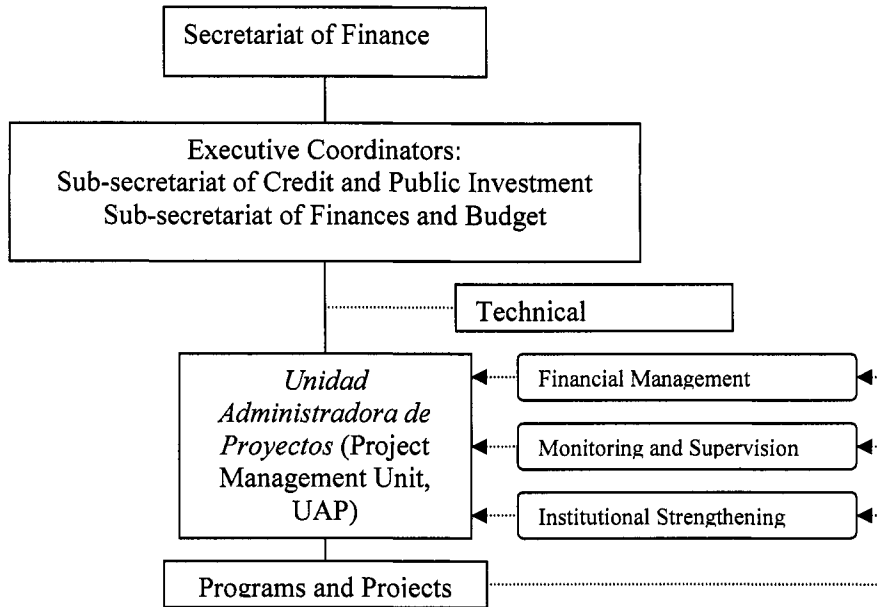 Secretariat of Finance
Executive Coordinators:
Sub-secretariat of Credit and Public Investment
Sub-secretariat of Finances and Budget
Technical
Unidad
Administradora de
Proyectos (Project
Management Unit,
UAP)
Financial Management
Monitoring and Supervision
Institutional Strengthening
Programs and Projects